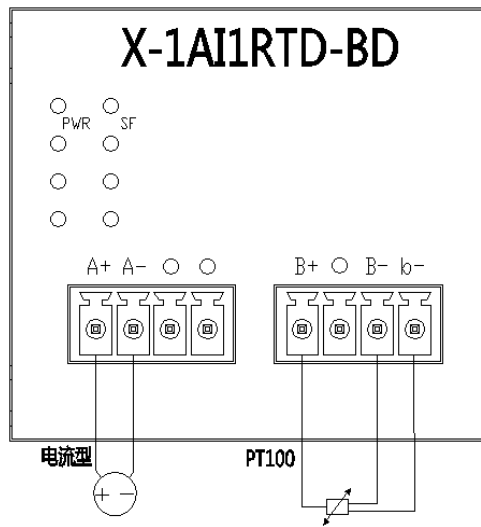 X-1AI1RTD-BD
PWR SF
A+ A- B+ B- b-
电流型 PT100
+ -